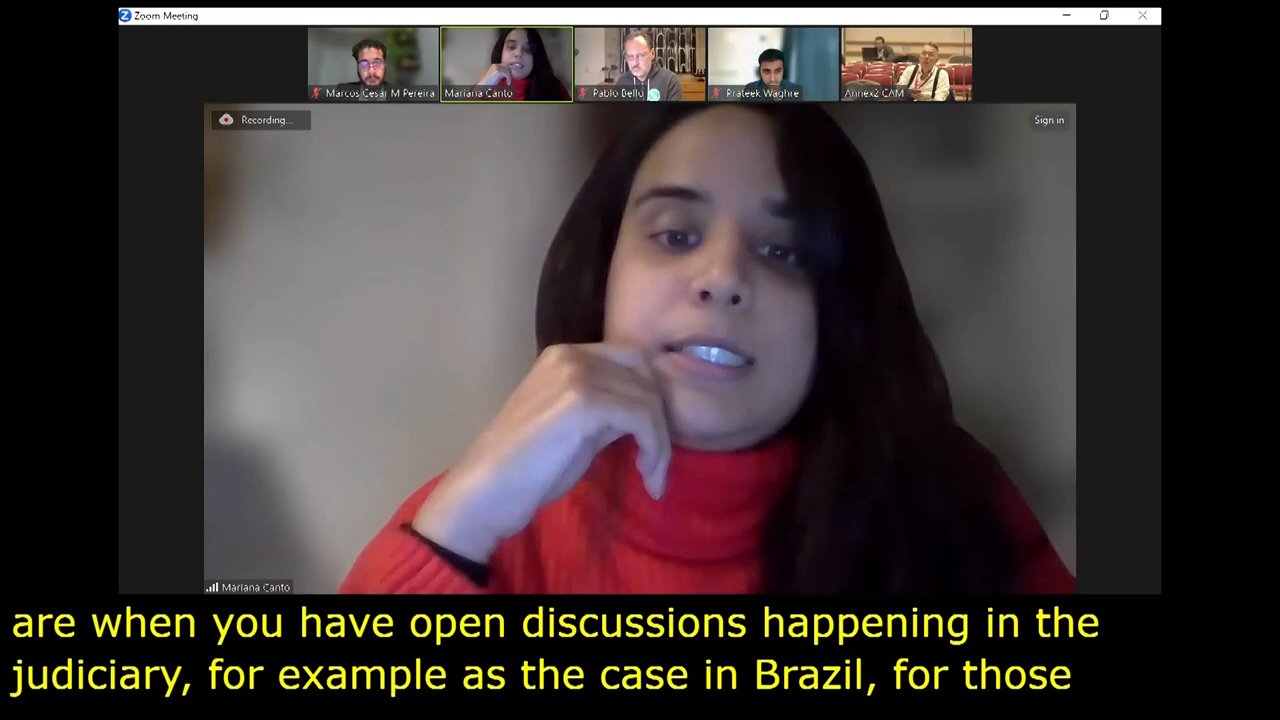 Zoom Meeting
Marcos Cesar M Pereira
Mariana Canto
Pablo Bello
Prateek Waghre
Annex2 CAM
Recording...
Sign in
Mariana Canto
are when you have open discussions happening in the
judiciary, for example as the case in Brazil, for those